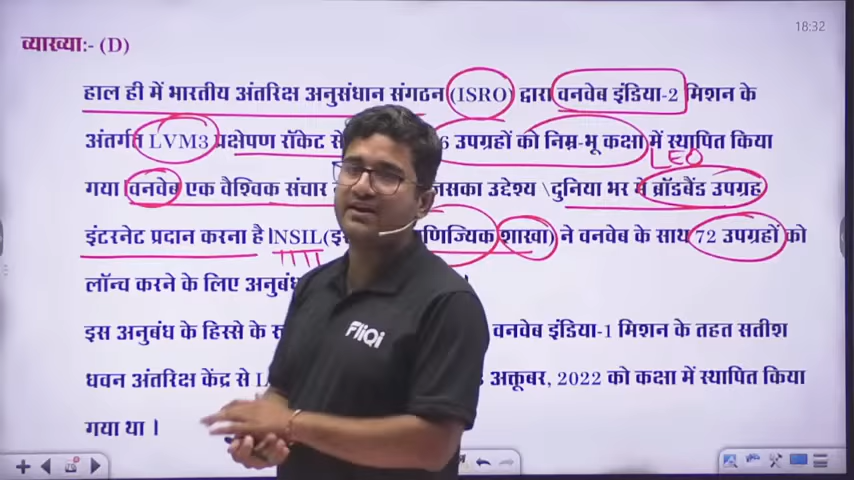 18:32
व्याख्या:- (D)
हाल ही में भारतीय अंतरिक्ष अनुसंधान संगठन (ISRO) द्वारा वनवेब इंडिया-2 मिशन के
अंतर्गत LVM3 प्रक्षेपण रॉकेट से 6 उपग्रहों को निम्न-भू कक्षा में स्थापित किया
LEO
गया वनवेब एक वैश्विक संचार जिसका उद्देश्य \दुनिया भर में ब्रॉडबैंड उपग्रह
इंटरनेट प्रदान करना है।NSIL शाखा) ने वनवेब के साथ 72 उपग्रहों को
लॉन्च करने के लिए
इस अनुबंध के हिस्से के वनवेब इंडिया-1 मिशन के तहत सतीश
धवन अंतरिक्ष केंद्र से अक्तूबर, 2022 को कक्षा में स्थापित किया
गया था ।
FliQi